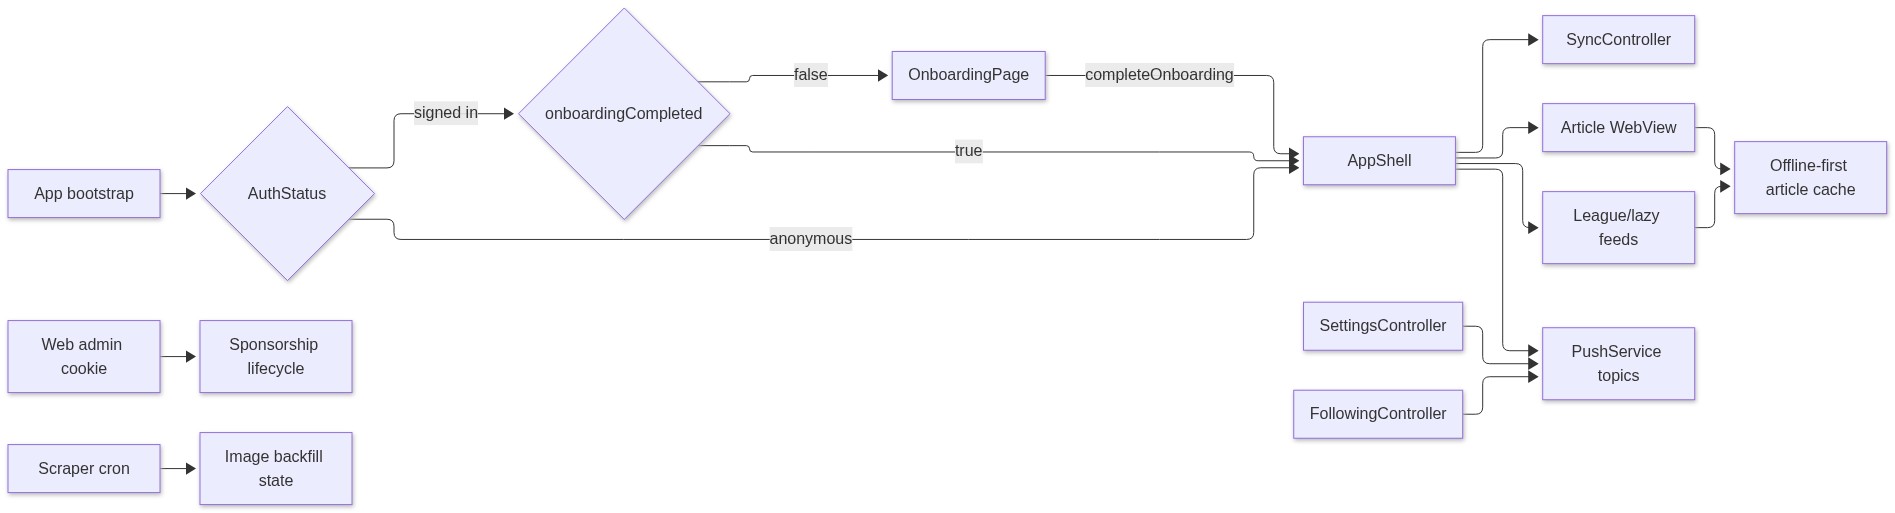 App bootstrap
AuthStatus
signed in
anonymous
onboardingCompleted
false
true
OnboardingPage
completeOnboarding
AppShell
SyncController
Article WebView
League/lazy
feeds
Offline-first
article cache
SettingsController
FollowingController
PushService
topics
Web admin
cookie
Sponsorship
lifecycle
Scraper cron
Image backfill
state